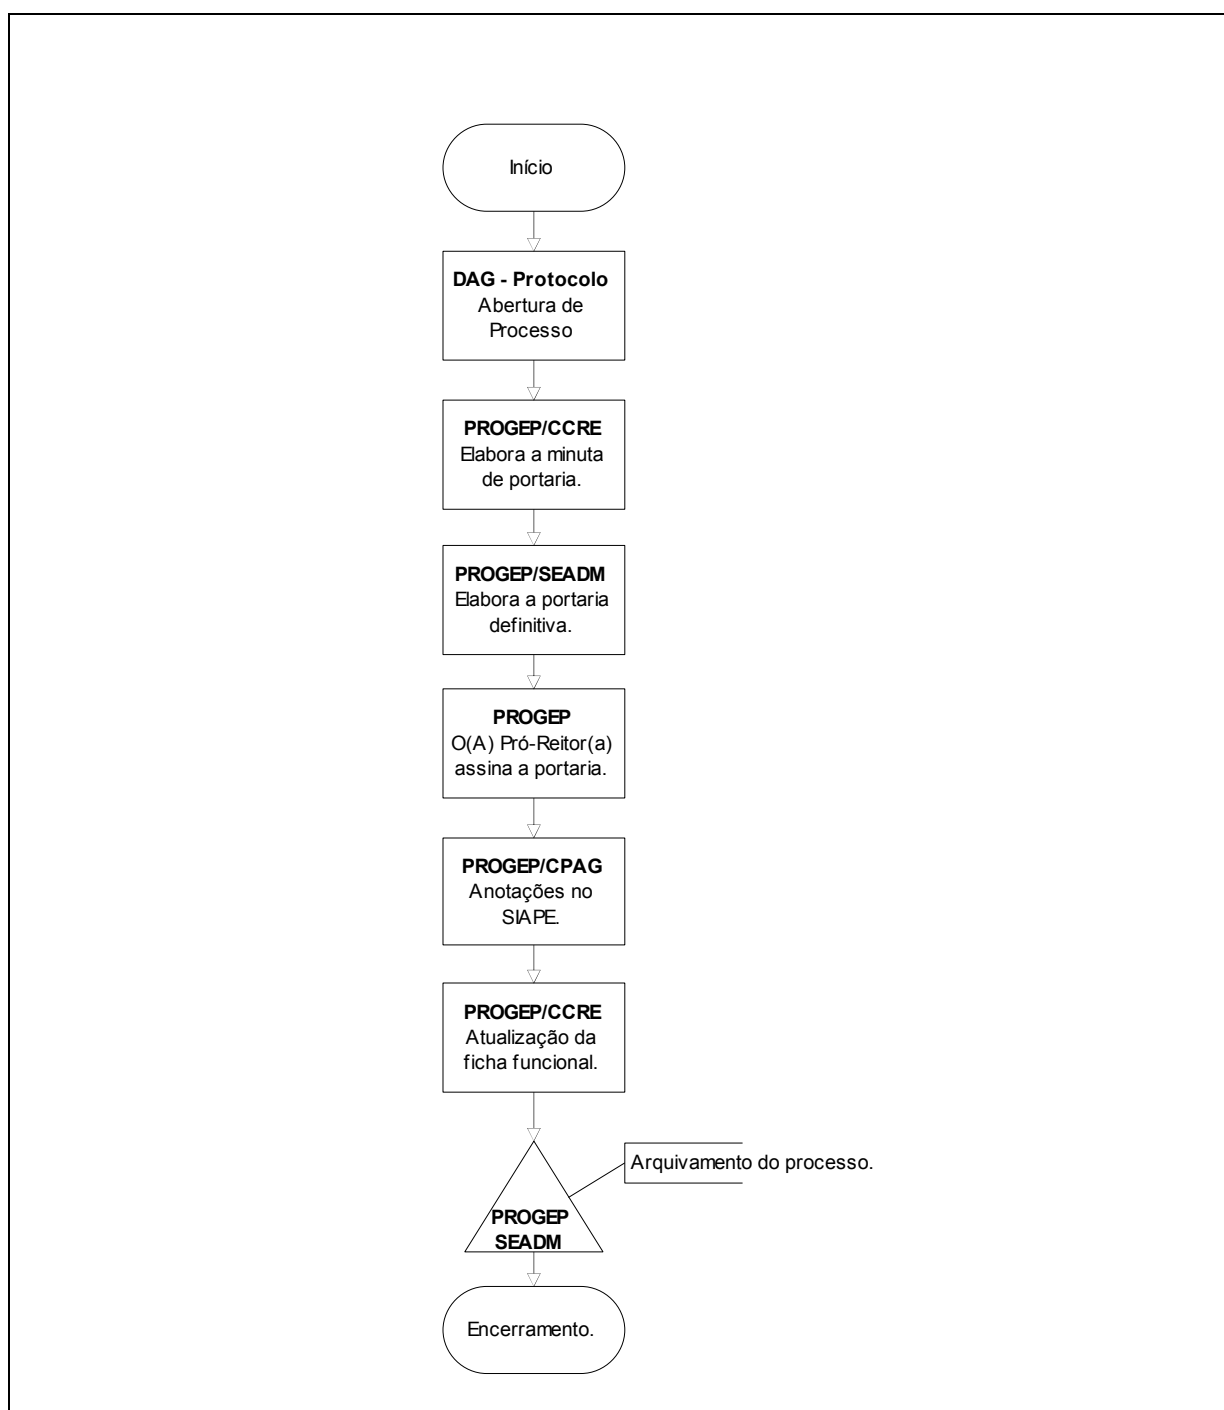 Início
DAG - Protocolo
Abertura de
Processo
PROGEP/CCRE
Elabora a minuta
de portaria.
PROGEP/SEADM
Elabora a portaria
definitiva.
PROGEP
O(A) Pró-Reitor(a)
assina a portaria.
PROGEP/CPAG
Anotações no
SIAPE.
PROGEP/CCRE
Atualização da
ficha funcional.
Arquivamento do processo.
PROGEP
SEADM
Encerramento.